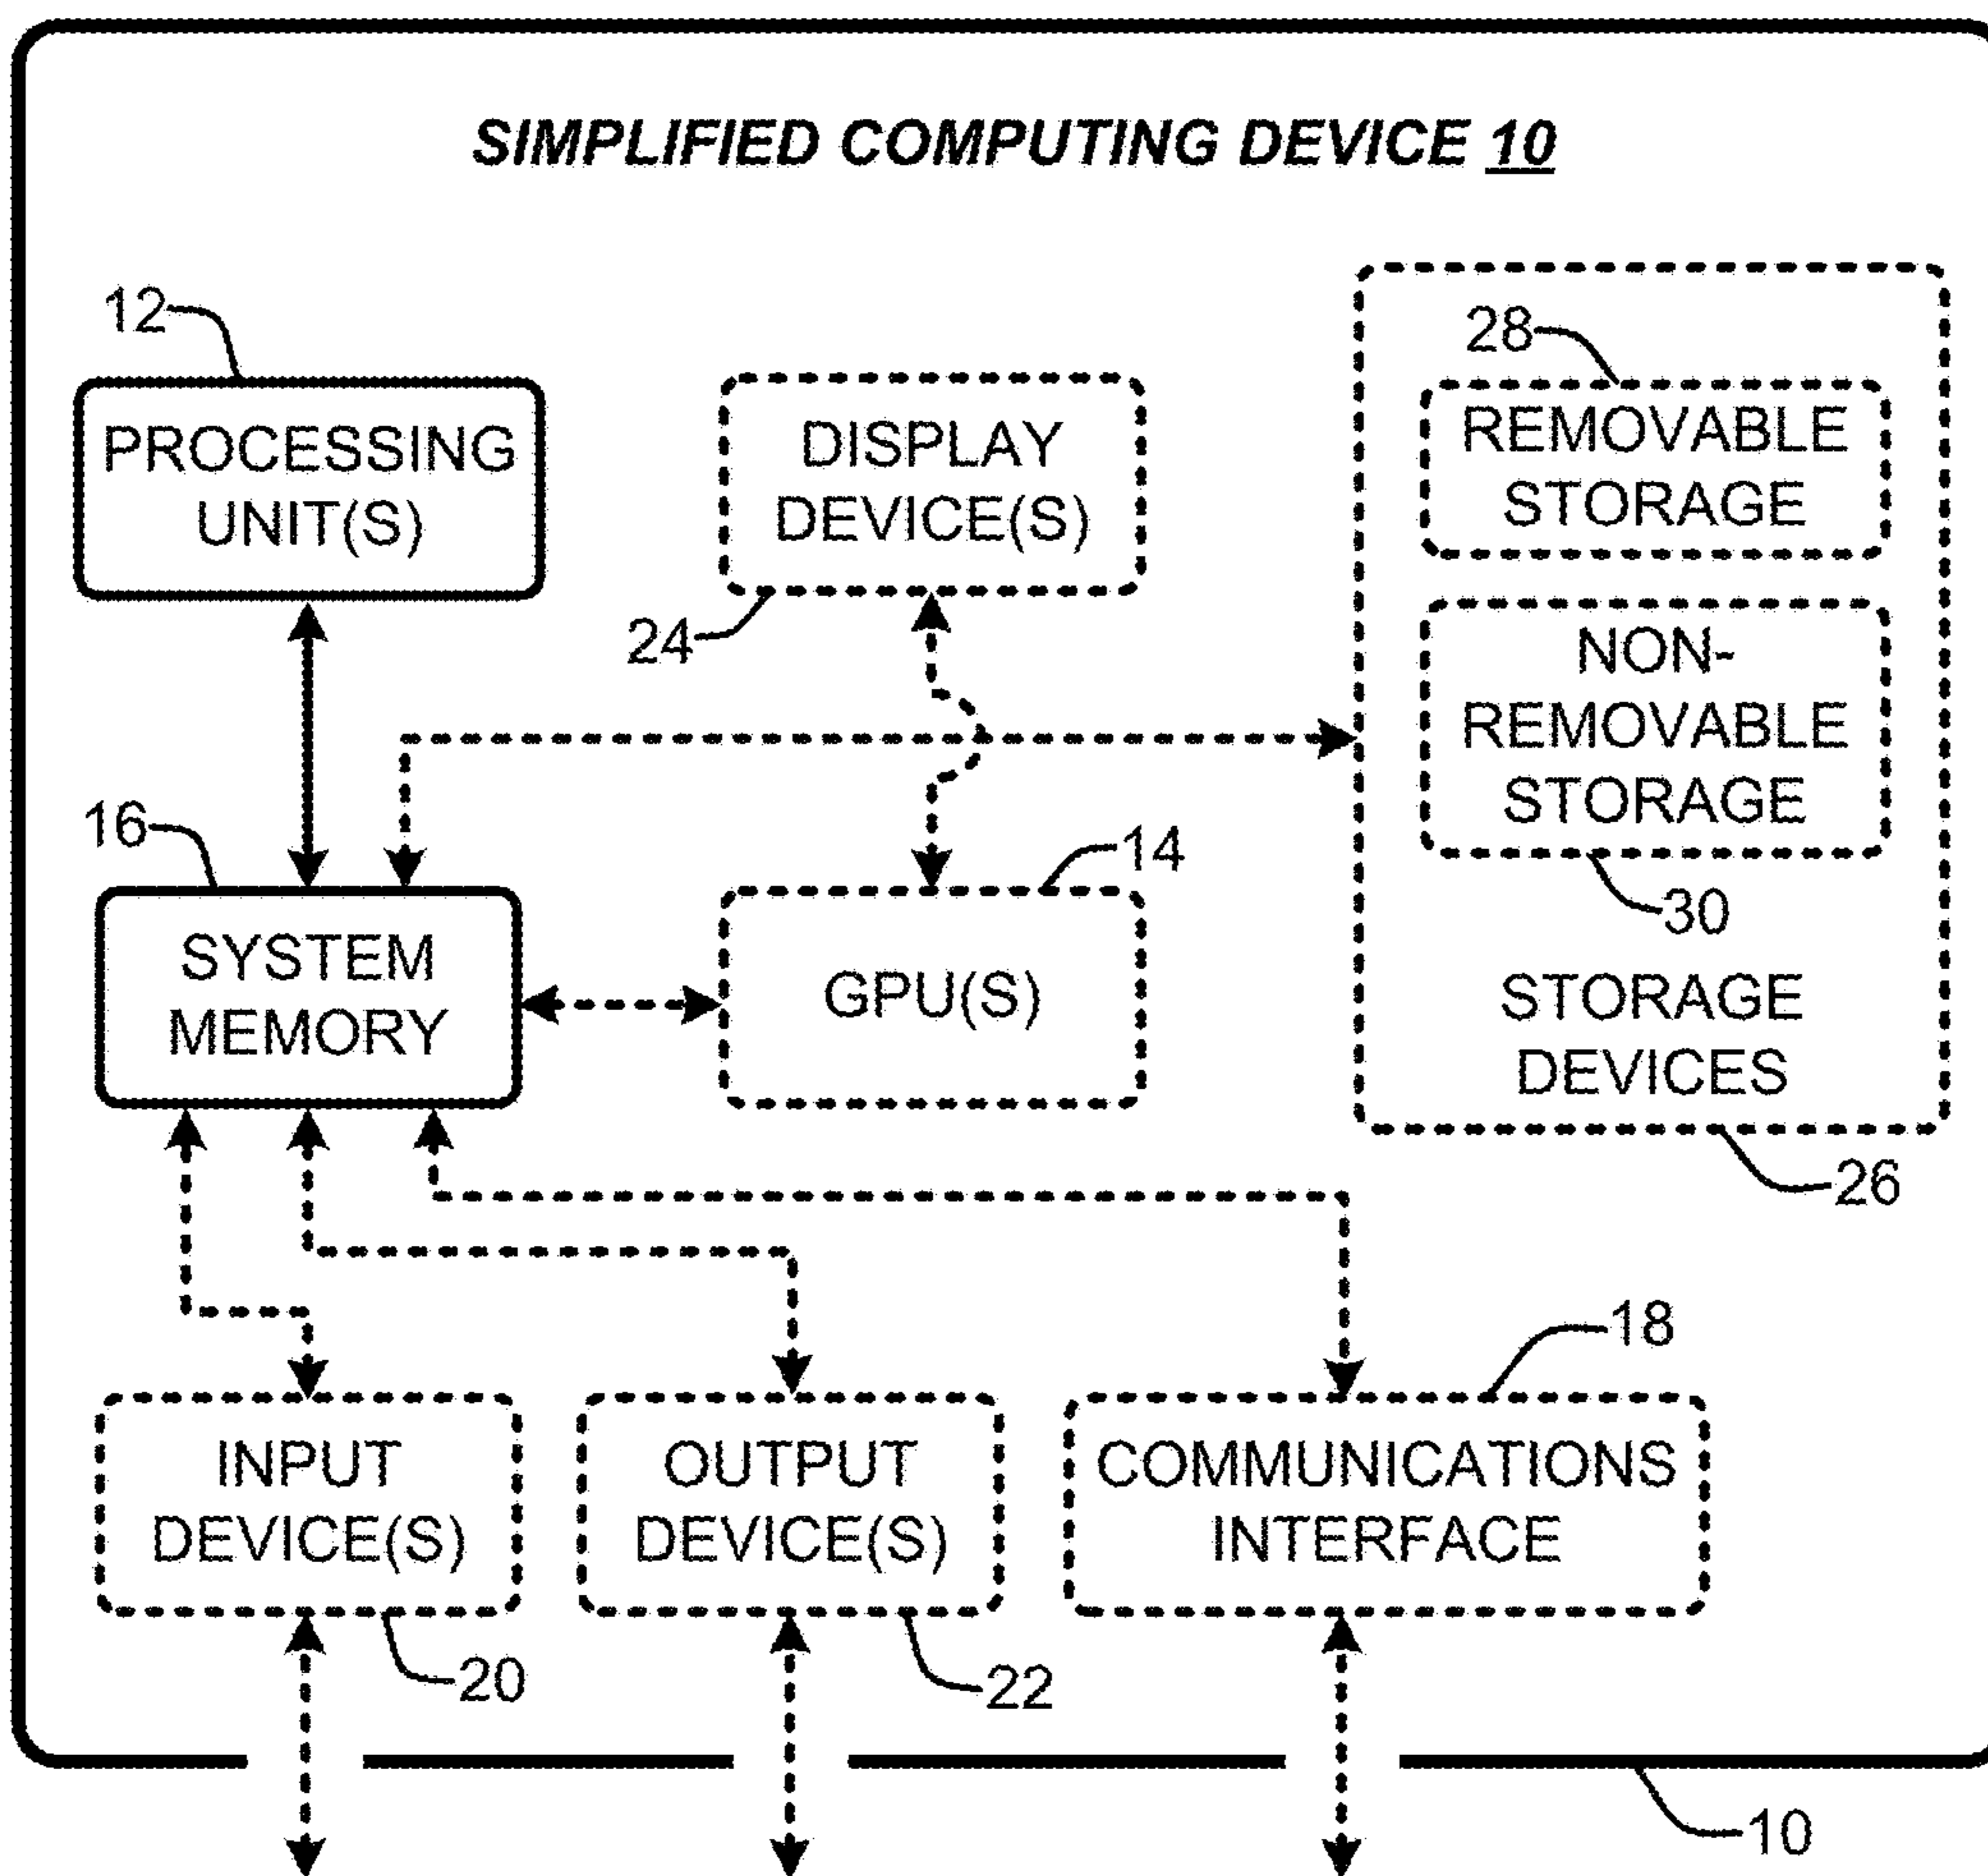 SIMPLIFIED COMPUTING DEVICE 10
12
PROCESSING
UNIT(S)
DISPLAY
DEVICE(S)
24
28
REMOVABLE
STORAGE
NON-
REMOVABLE
STORAGE
30
STORAGE
DEVICES
26
16
SYSTEM
MEMORY
14
GPU(S)
INPUT
DEVICE(S)
20
OUTPUT
DEVICE(S)
22
18
COMMUNICATIONS
INTERFACE
10